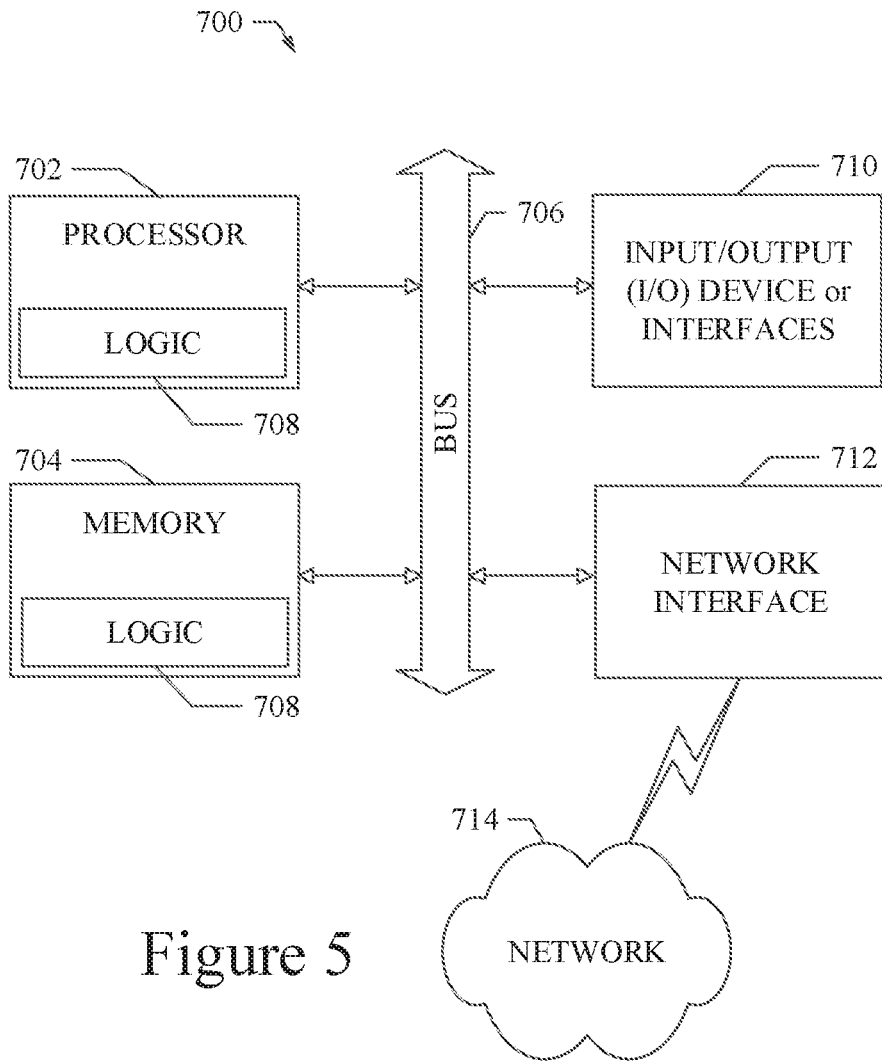 700
702
PROCESSOR
LOGIC
708
704
MEMORY
LOGIC
708
706
BUS
710
INPUT/OUTPUT
(I/O) DEVICE or
INTERFACES
712
NETWORK
INTERFACE
714
NETWORK
Figure 5